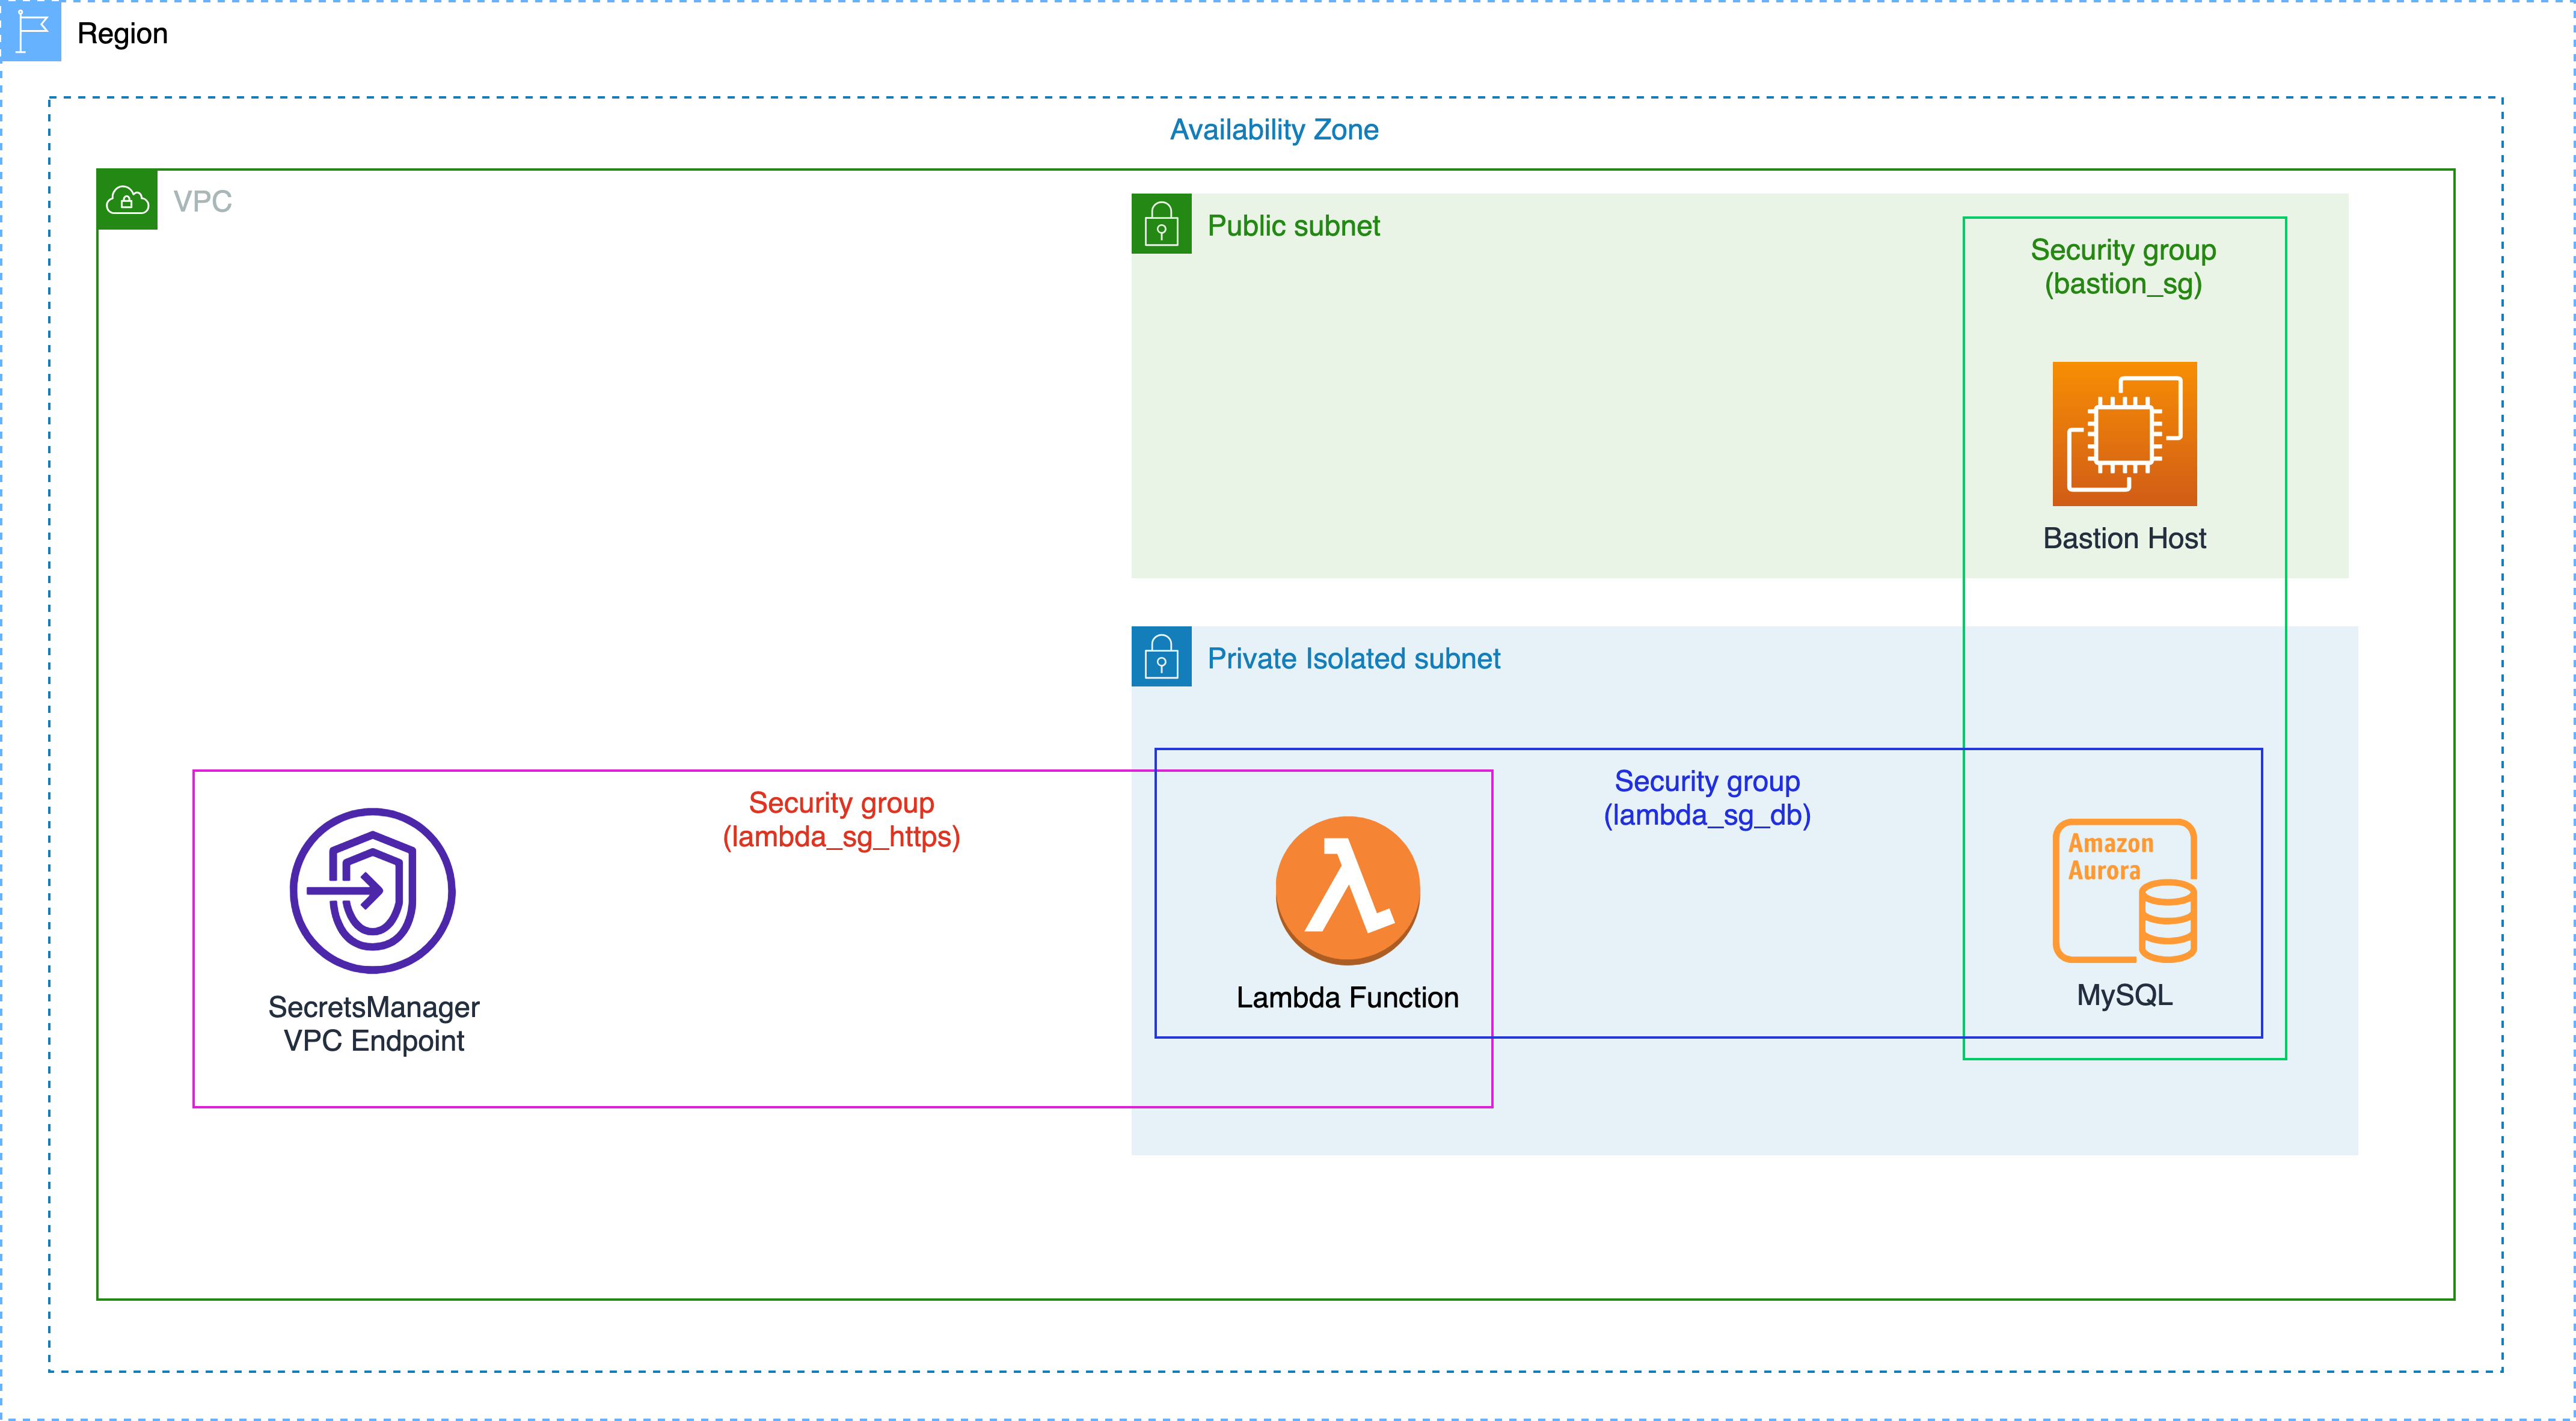 Region
Availability Zone
VPC
Public subnet
Security group
(bastion_sg)
Bastion Host
Private Isolated subnet
Security group
(lambda_sg_https)
Security group
(lambda_sg_db)
SecretsManager
VPC Endpoint
Lambda Function
Amazon
Aurora
MySQL